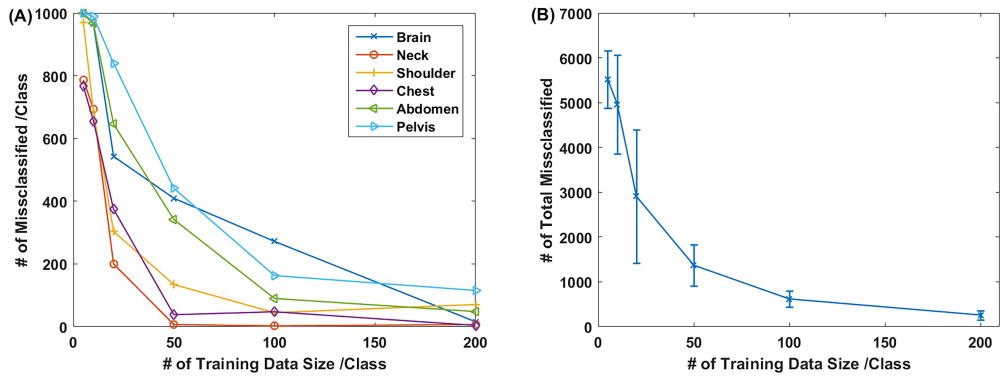 (A)
# of Missclassified /Class
1000
800
600
400
200
0
Brain
Neck
Shoulder
Chest
Abdomen
Pelvis
0 50 100 150 200
# of Training Data Size /Class
(B)
# of Total Missclassified
7000
6000
5000
4000
3000
2000
1000
0
0 50 100 150 200
# of Training Data Size /Class